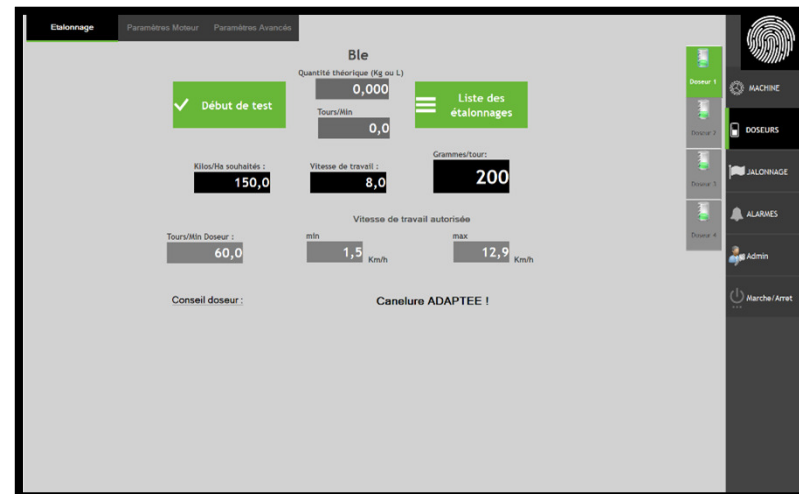 Etalonnage
Paramètres Moteur
Paramètres Avancés
Ble
Quantité théorique (Kg ou L)
0,000
Début de test
Tours/Min
0,0
Liste des
étalonnages
Kilos/Ha souhaités :
150,0
Vitesse de travail :
8,0
Grammes/tour:
200
Vitesse de travail autorisée
Tours/Min Doseur :
60,0
min
1,5 Km/h
max
12,9 Km/h
Conseil doseur :
Canelure ADAPTEE !
Doseur 1
Doseur 2
Doseur 3
Doseur 4
MACHINE
DOSEURS
JALONNAGE
ALARMES
Admin
Marche/Arret